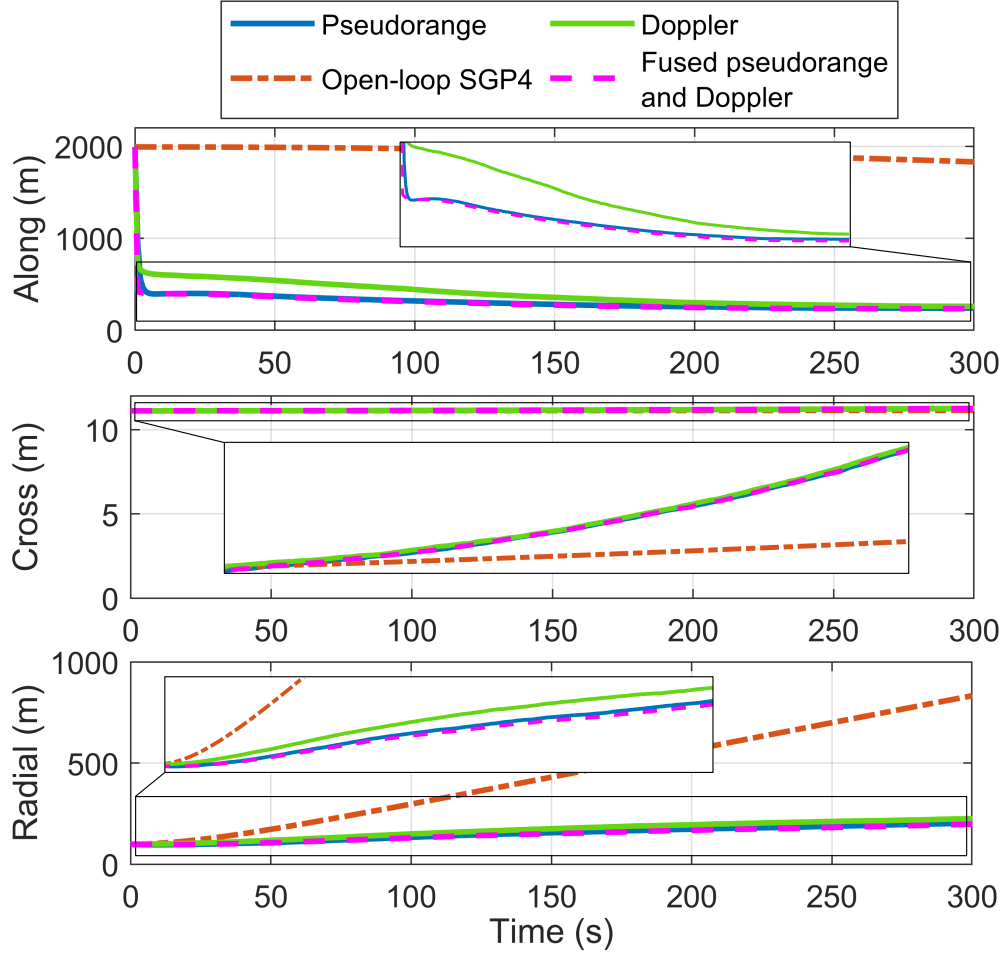 Pseudorange
Doppler
Open-loop SGP4
Fused pseudorange
and Doppler
Along (m)
2000
1000
0
0 50 100 150 200 250 300
Cross (m)
10
5
0
0 50 100 150 200 250 300
Radial (m)
1000
500
0
0 50 100 150 200 250 300
Time (s)